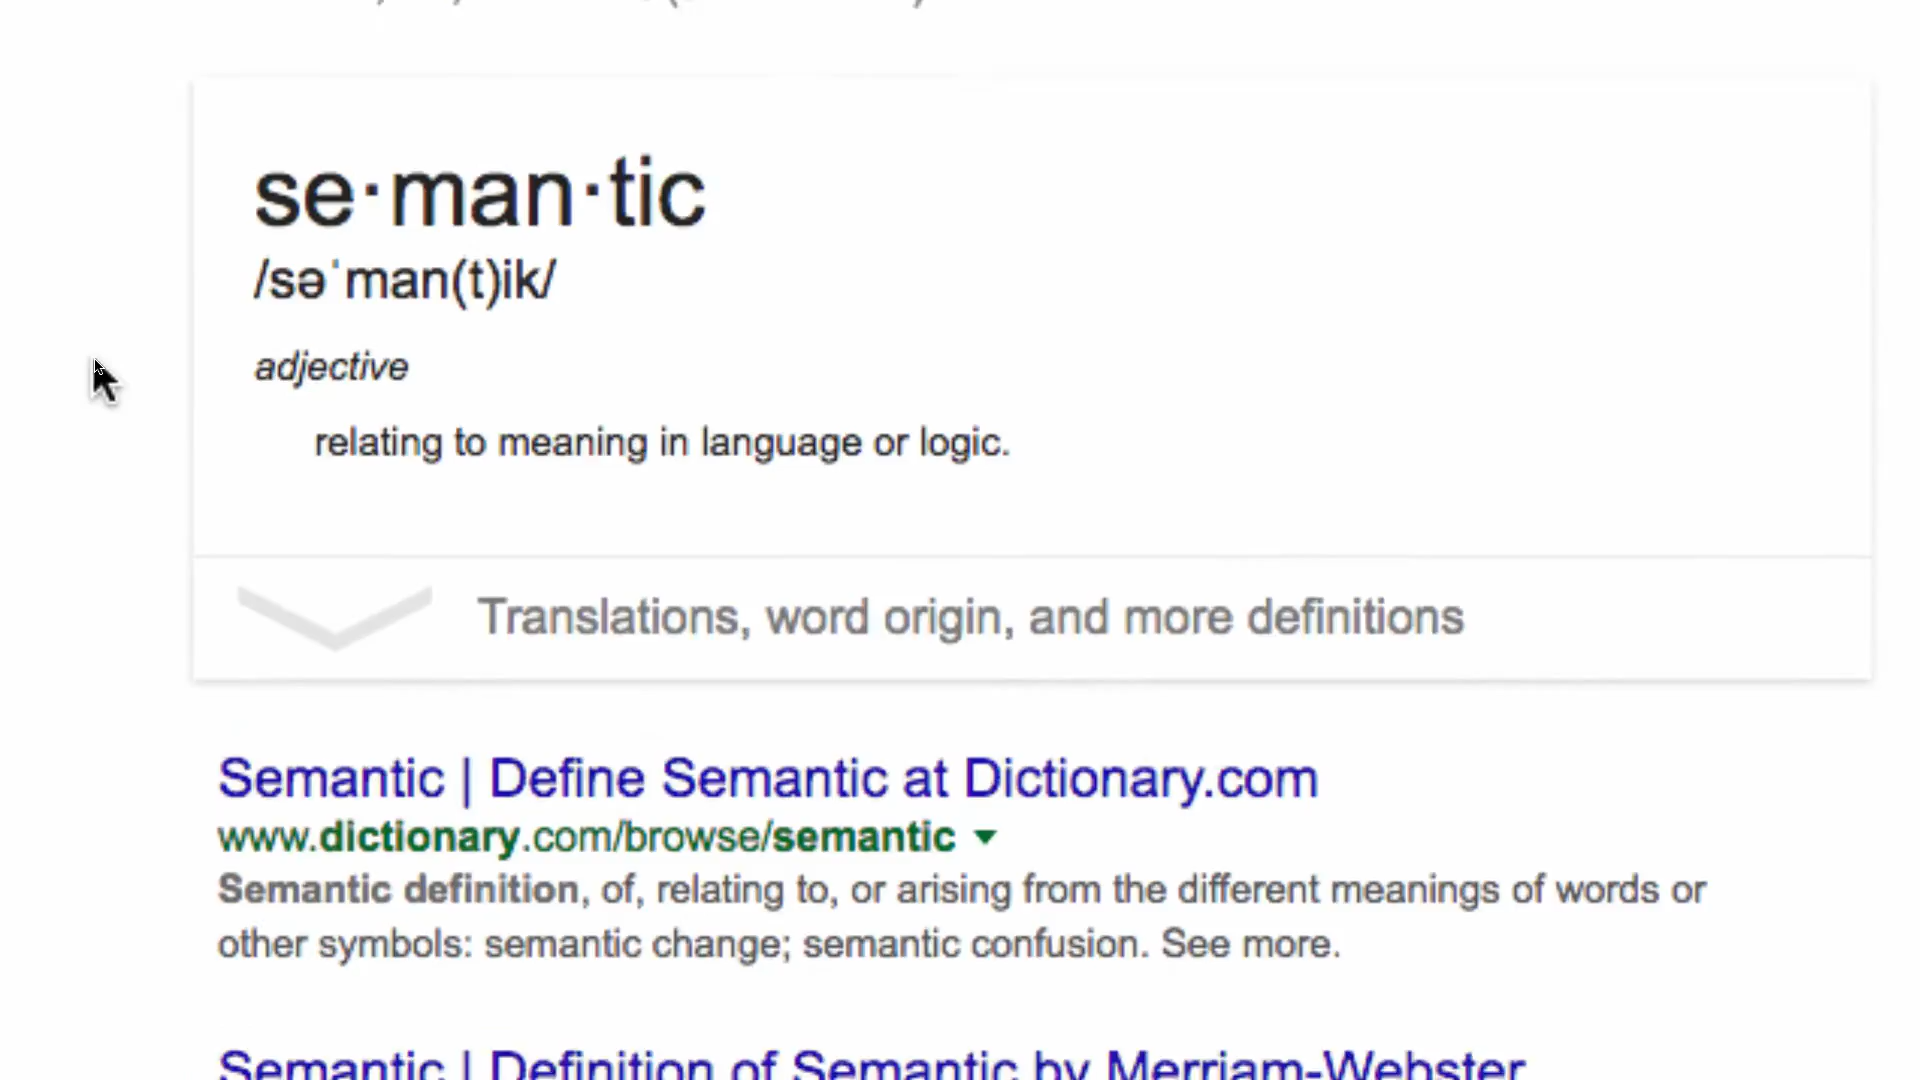 se·man·tic
/səˈman(t)ik/
adjective
relating to meaning in language or logic.
Translations, word origin, and more definitions
Semantic | Define Semantic at Dictionary.com
www.dictionary.com/browse/semantic
Semantic definition, of, relating to, or arising from the different meanings of words or
other symbols: semantic change; semantic confusion. See more.
Semantic | Definition of Semantic by Merriam-Webster